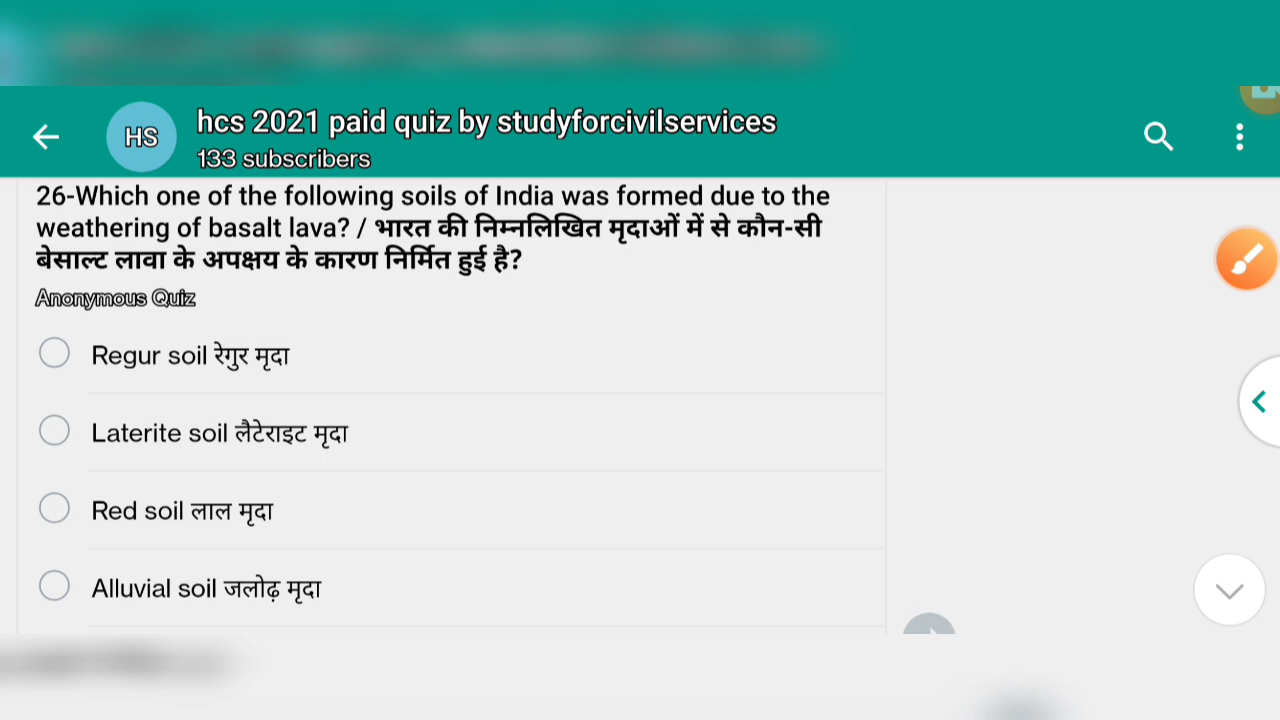 HS
hcs 2021 paid quiz by studyforcivilservices
133 subscribers
26-Which one of the following soils of India was formed due to the
weathering of basalt lava? / भारत की निम्नलिखित मृदाओं में से कौन-सी
बेसाल्ट लावा के अपक्षय के कारण निर्मित हुई है?
Anonymous Quiz
Regur soil रेगुर मृदा
Laterite soil लैटेराइट मृदा
Red soil लाल मृदा
Alluvial soil जलोढ़ मृदा